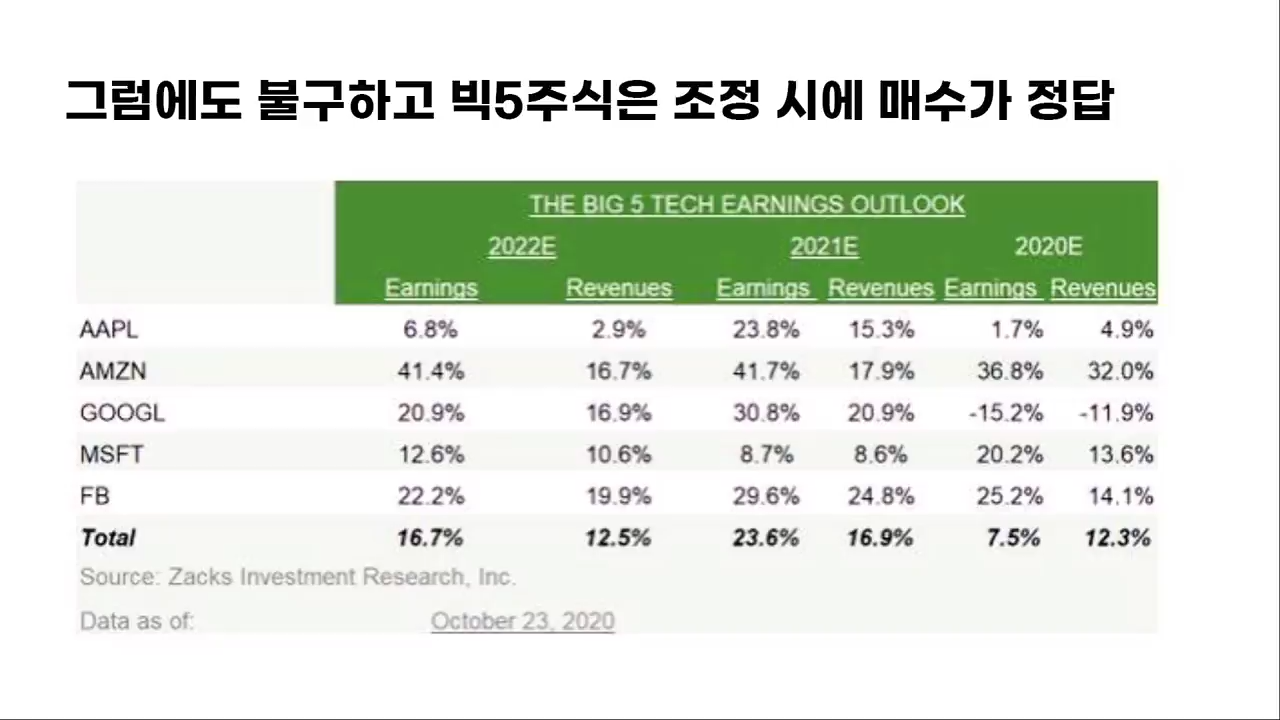 그럼에도 불구하고 빅5주식은 조정 시에 매수가 정답
THE BIG 5 TECH EARNINGS OUTLOOK
2022E 2021E 2020E
Earnings Revenues Earnings Revenues Earnings Revenues
AAPL 6.8% 2.9% 23.8% 15.3% 1.7% 4.9%
AMZN 41.4% 16.7% 41.7% 17.9% 36.8% 32.0%
GOOGL 20.9% 16.9% 30.8% 20.9% -15.2% -11.9%
MSFT 12.6% 10.6% 8.7% 8.6% 20.2% 13.6%
FB 22.2% 19.9% 29.6% 24.8% 25.2% 14.1%
Total 16.7% 12.5% 23.6% 16.9% 7.5% 12.3%
Source: Zacks Investment Research, Inc.
Data as of: October 23, 2020